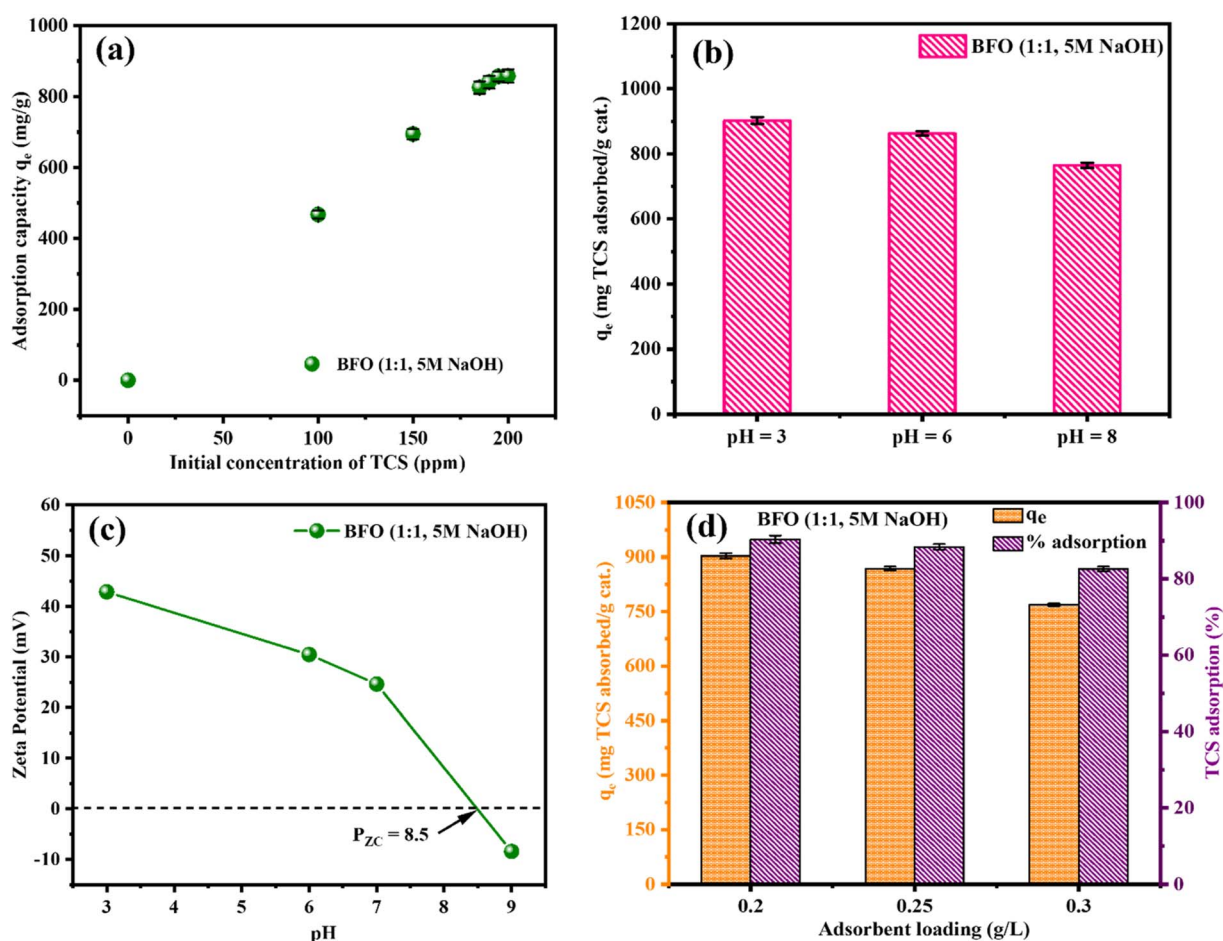 (a)
1000
800
600
400
200
0
Adsorption capacity qe (mg/g)
BFO (1:1, 5M NaOH)
0 50 100 150 200
Initial concentration of TCS (ppm)
(b)
BFO (1:1, 5M NaOH)
1200
1000
800
600
400
200
0
qe (mg TCS adsorbed/g cat.)
pH = 3 pH = 6 pH = 8
(c)
BFO (1:1, 5M NaOH)
60
50
40
30
20
10
0
-10
Zeta Potential (mV)
PZC = 8.5
3 4 5 6 7 8 9
pH
(d)
BFO (1:1, 5M NaOH)
qe
% adsorption
1050
900
750
600
450
300
150
0
qe (mg TCS absorbed/g cat.)
100
80
60
40
20
0
TCS adsorption (%)
0.2 0.25 0.3
Adsorbent loading (g/L)